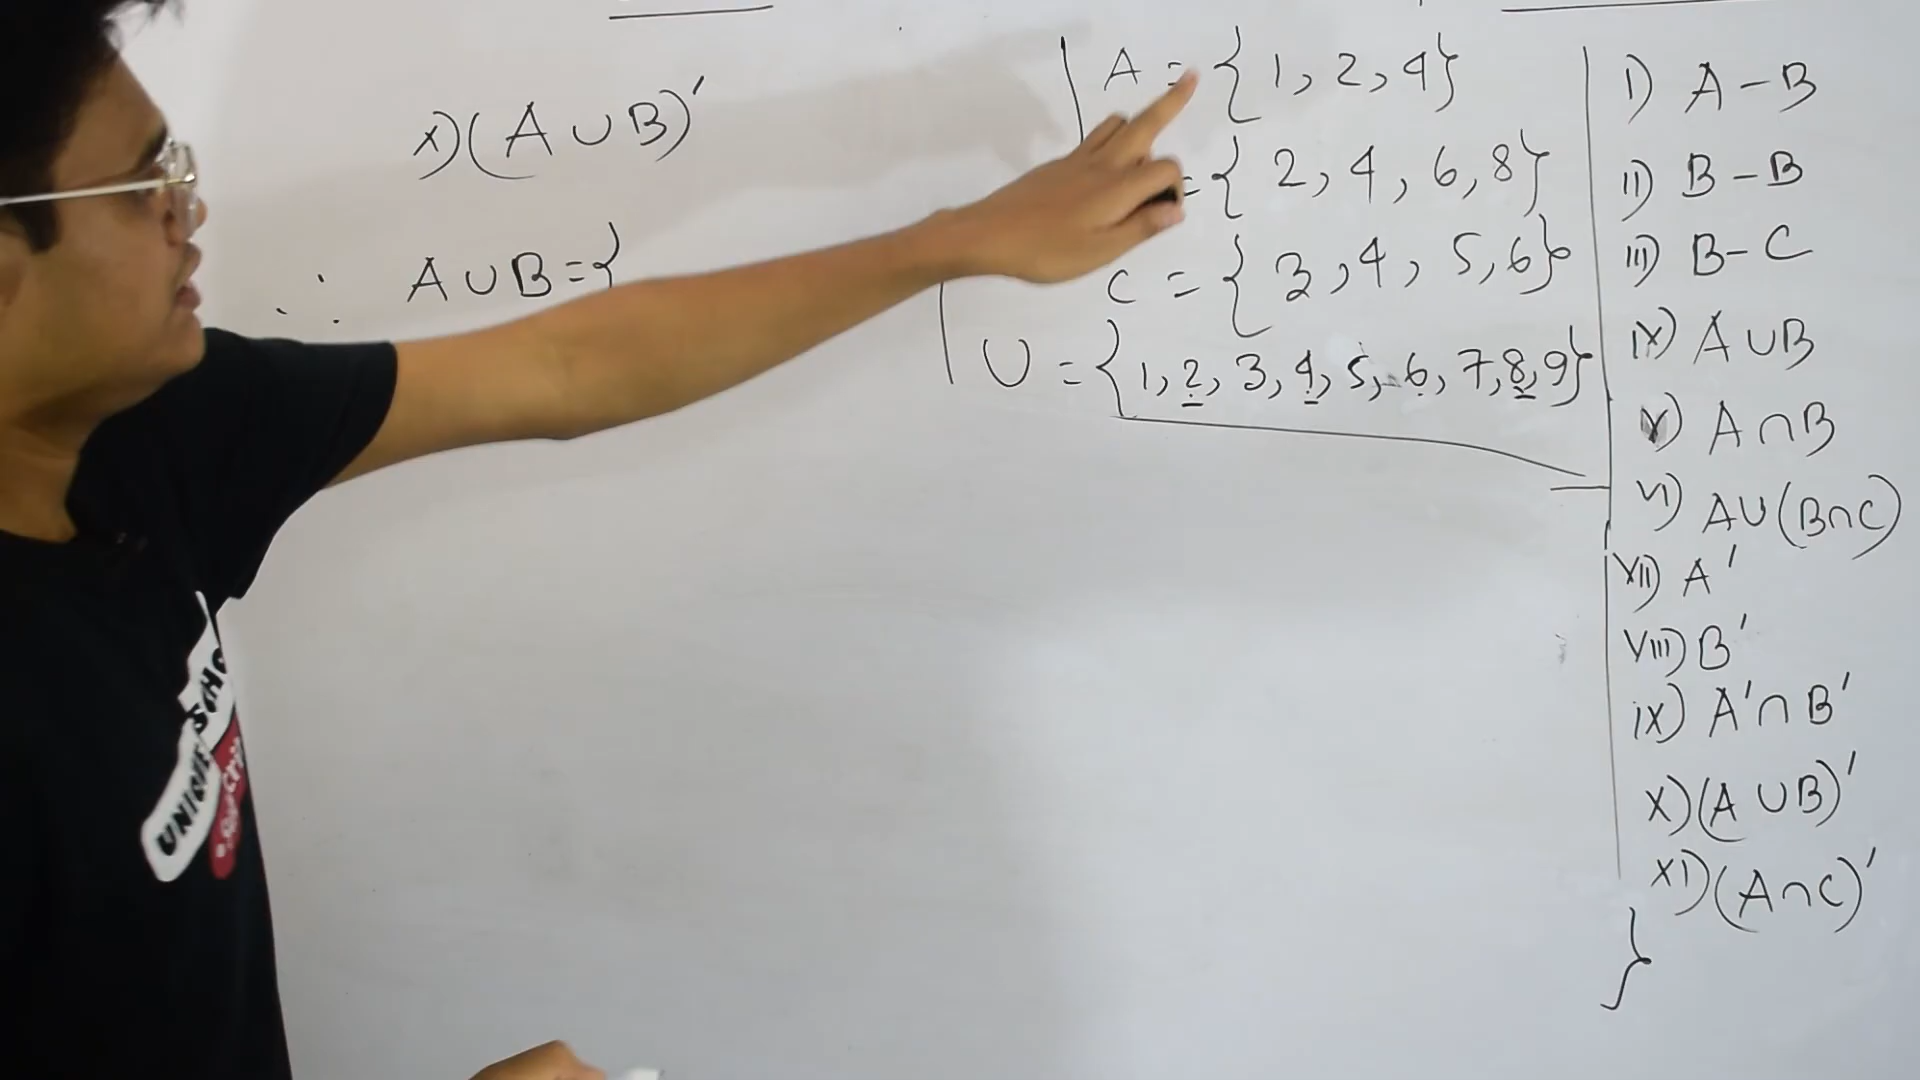 x) (A ∪ B)′
∴ A ∪ B = {
A = {1, 2, 4}
= {2, 4, 6, 8}
C = {3, 4, 5, 6}
U = {1, 2, 3, 4, 5, 6, 7, 8, 9}
I) A - B
II) B - B
III) B - C
IV) A ∪ B
V) A ∩ B
VI) A ∪ (B ∩ C)
VII) A′
VIII) B′
IX) A′ ∩ B′
X) (A ∪ B)′
XI) (A ∩ C)′
}
UNIQUE